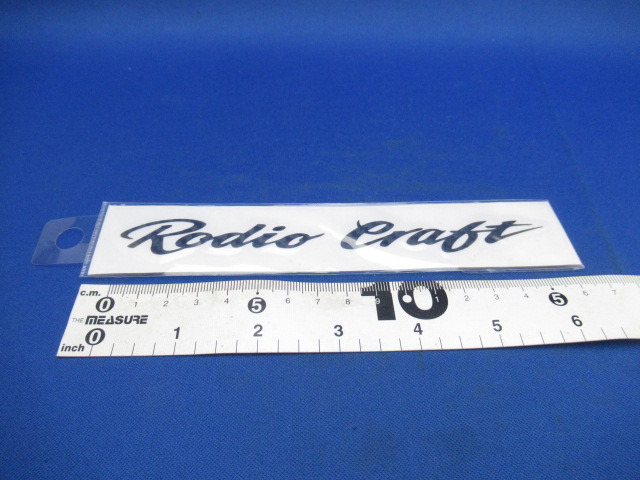 Rodio Craft
c.m. 0 1 2 3 4 5 6 7 8 9 10 1 2 3 4 5 6 7
THE MEASURE
inch 0 1 2 3 4 5 6